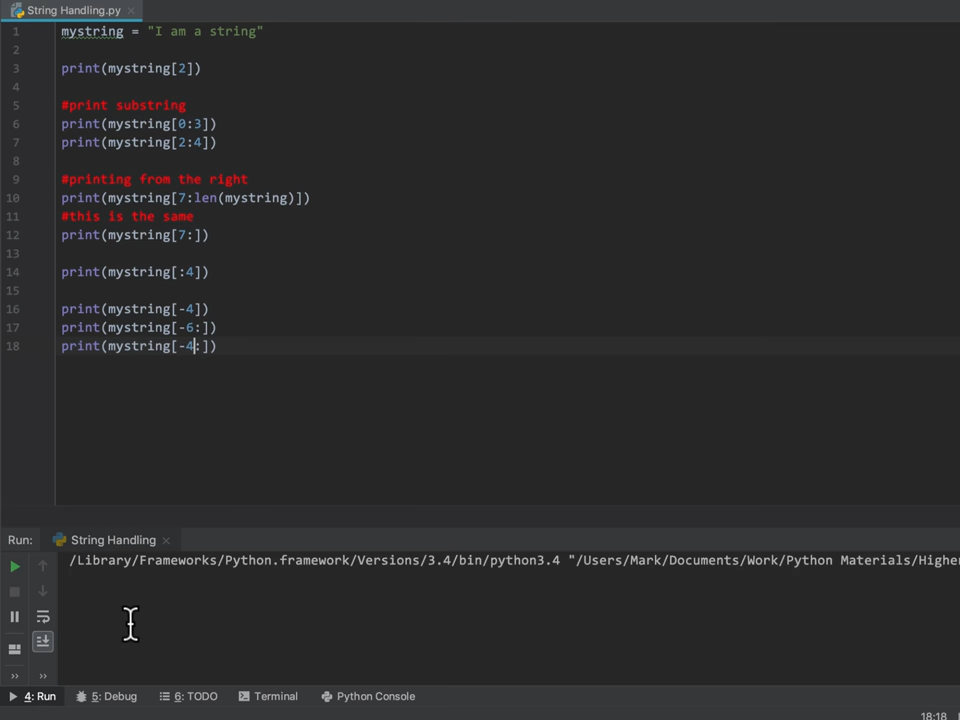 String Handling.py
1 mystring = "I am a string"
2
3 print(mystring[2])
4
5 #print substring
6 print(mystring[0:3])
7 print(mystring[2:4])
8
9 #printing from the right
10 print(mystring[7:len(mystring)])
11 #this is the same
12 print(mystring[7:])
13
14 print(mystring[:4])
15
16 print(mystring[-4])
17 print(mystring[-6:])
18 print(mystring[-4:])
Run: String Handling
/Library/Frameworks/Python.framework/Versions/3.4/bin/python3.4 "/Users/Mark/Documents/Work/Python Materials/Highe
4: Run 5: Debug 6: TODO Terminal Python Console
18:18